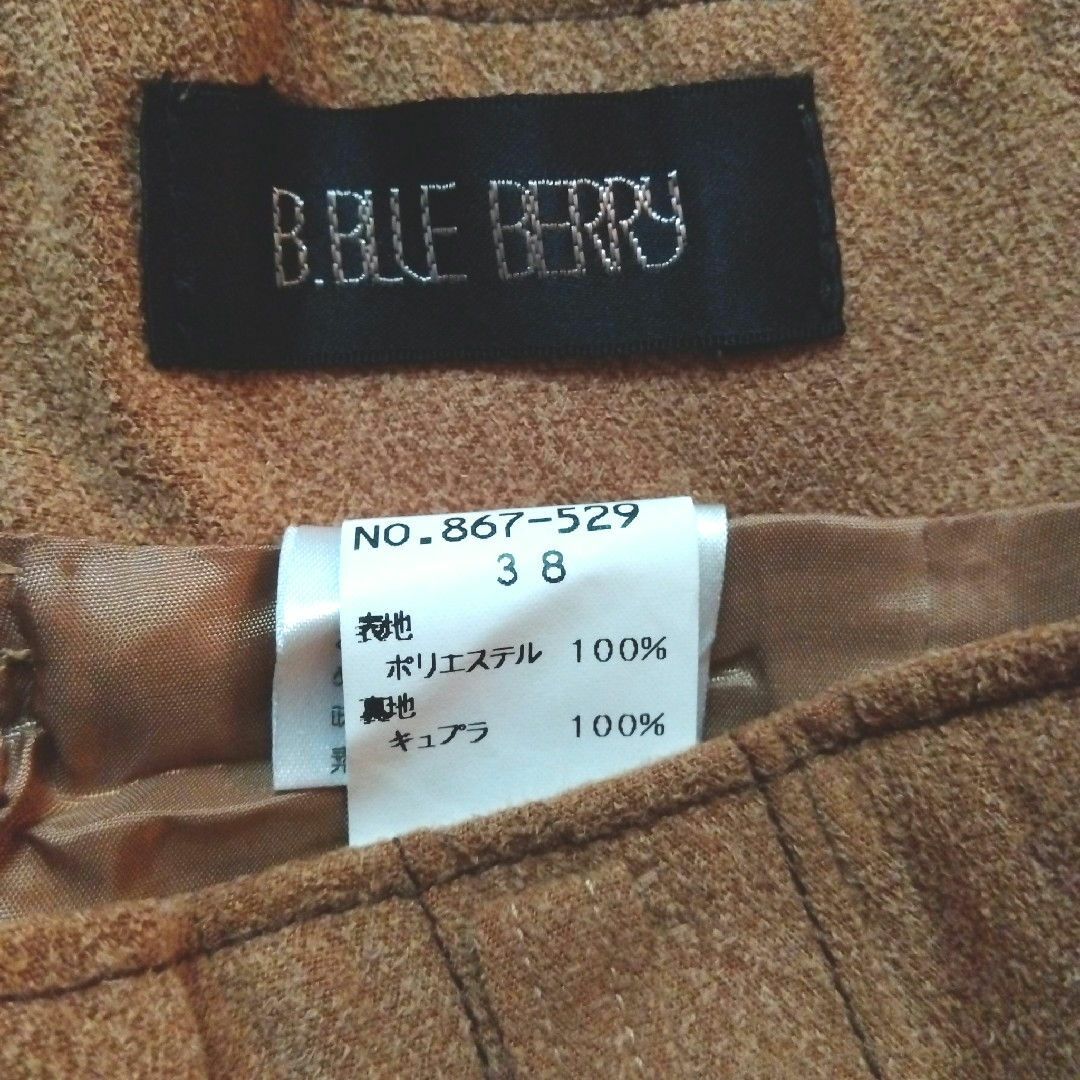 B.BLUE BERRY
NO.867-529
38
表地
ポリエステル 100%
裏地
キュプラ 100%